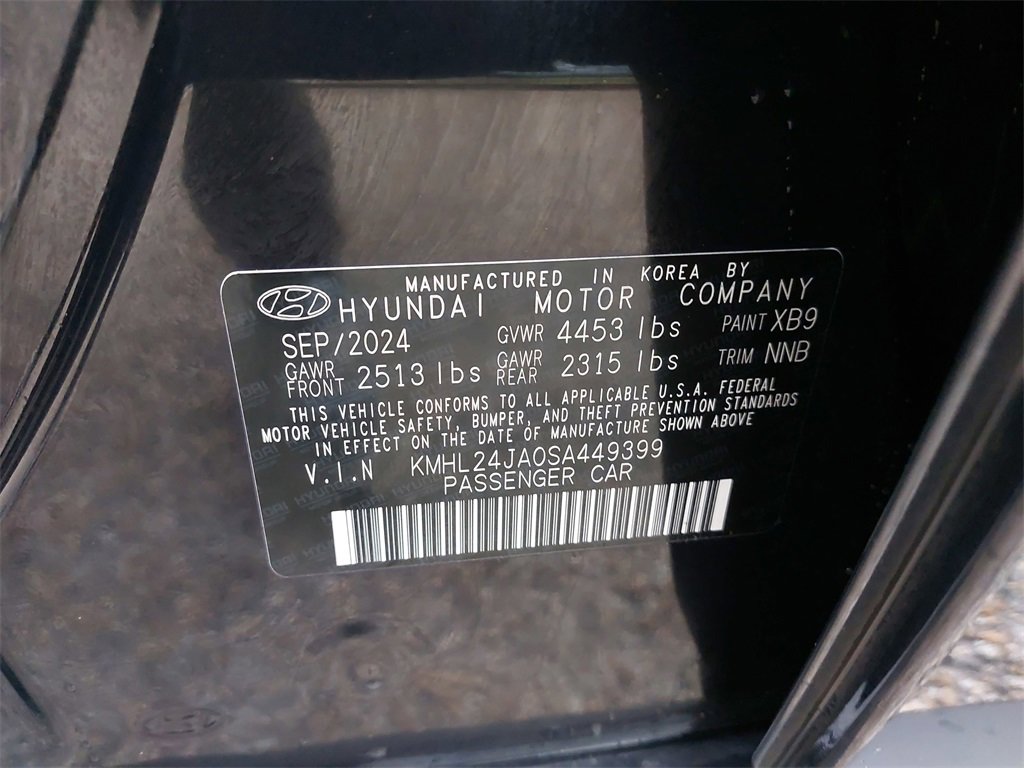 MANUFACTURED IN KOREA BY
HYUNDAI MOTOR COMPANY
SEP/2024 GVWR 4453 lbs PAINT XB9
GAWR FRONT 2513 lbs GAWR REAR 2315 lbs TRIM NNB
THIS VEHICLE CONFORMS TO ALL APPLICABLE U.S.A. FEDERAL
MOTOR VEHICLE SAFETY, BUMPER, AND THEFT PREVENTION STANDARDS
IN EFFECT ON THE DATE OF MANUFACTURE SHOWN ABOVE
V.I.N KMHL24JA0SA449399
PASSENGER CAR